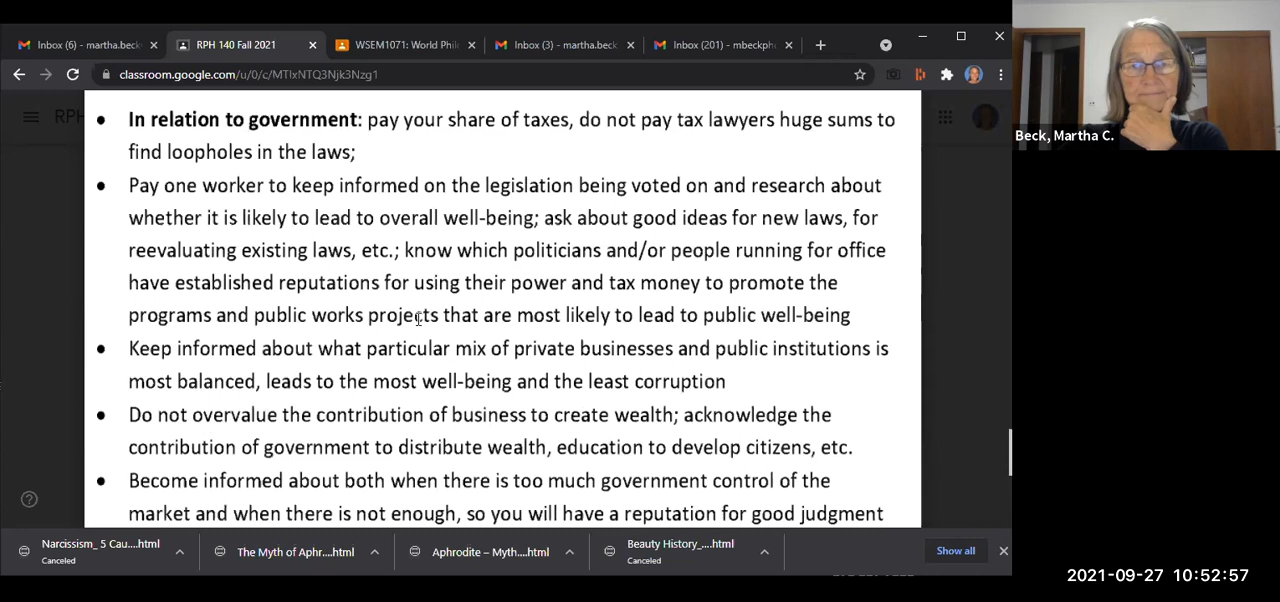 Inbox (6) - martha.beck
RPH 140 Fall 2021
WSEM1071: World Phil
Inbox (3) - martha.beck
Inbox (201) - mbeckph
classroom.google.com/u/0/c/MTIxNTQ3Njk3Nzg1
RPH
• In relation to government: pay your share of taxes, do not pay tax lawyers huge sums to
find loopholes in the laws;
• Pay one worker to keep informed on the legislation being voted on and research about
whether it is likely to lead to overall well-being; ask about good ideas for new laws, for
reevaluating existing laws, etc.; know which politicians and/or people running for office
have established reputations for using their power and tax money to promote the
programs and public works projects that are most likely to lead to public well-being
• Keep informed about what particular mix of private businesses and public institutions is
most balanced, leads to the most well-being and the least corruption
• Do not overvalue the contribution of business to create wealth; acknowledge the
contribution of government to distribute wealth, education to develop citizens, etc.
• Become informed about both when there is too much government control of the
market and when there is not enough, so you will have a reputation for good judgment
Narcissism_ 5 Cau....html
Canceled
The Myth of Aphr....html
Aphrodite – Myth....html
Beauty History_....html
Canceled
Show all
Beck, Martha C.
2021-09-27 10:52:57